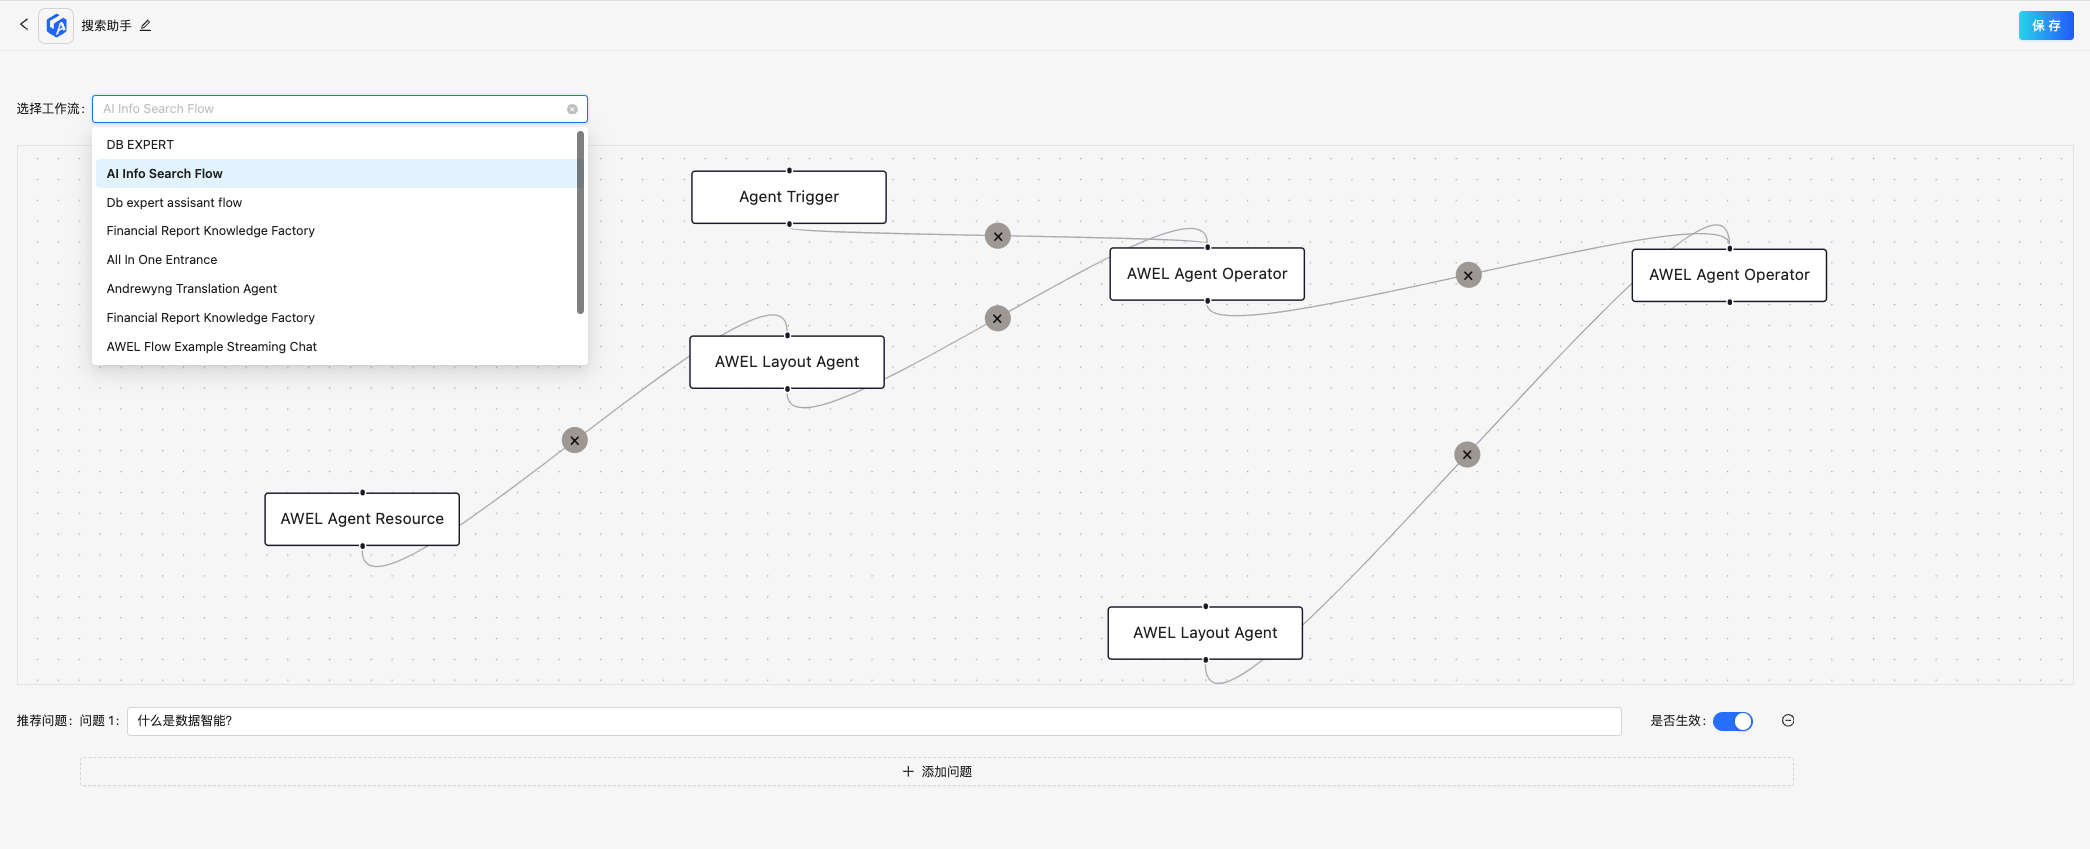 搜索助手
保 存
选择工作流：
AI Info Search Flow
DB EXPERT
AI Info Search Flow
Db expert assisant flow
Financial Report Knowledge Factory
All In One Entrance
Andrewyng Translation Agent
Financial Report Knowledge Factory
AWEL Flow Example Streaming Chat
Agent Trigger
AWEL Agent Operator
AWEL Agent Operator
AWEL Layout Agent
AWEL Agent Resource
AWEL Layout Agent
推荐问题：问题 1：
什么是数据智能?
是否生效：
添加问题